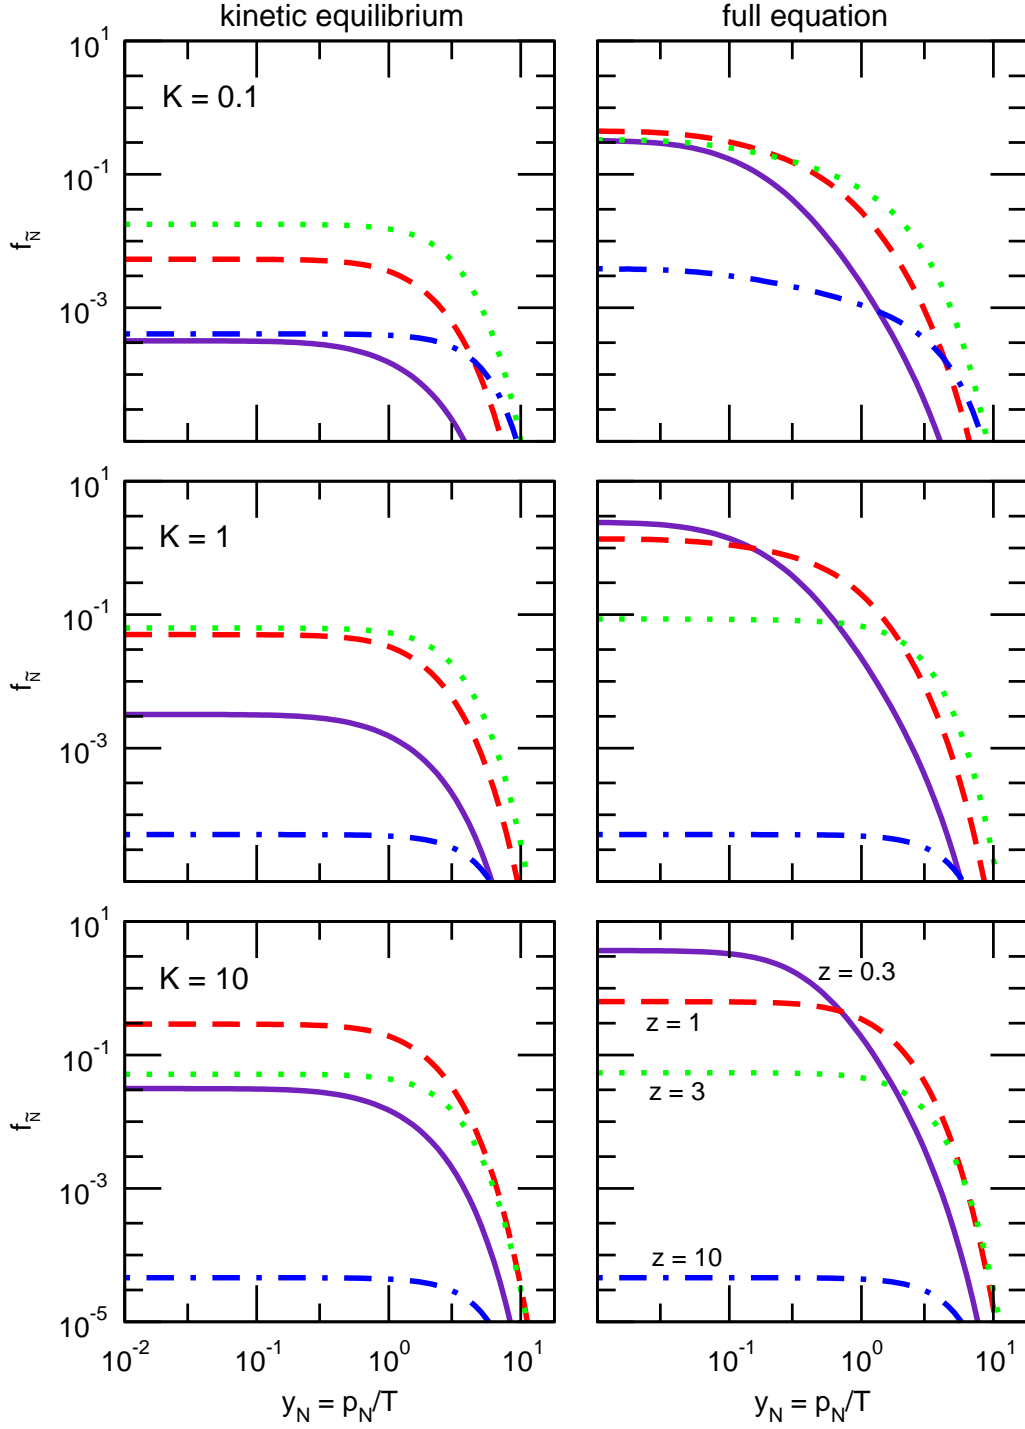 kinetic equilibrium full equation
10^1
K = 0.1
10^-1
f_Ñ
10^-3
10^1
K = 1
10^-1
f_Ñ
10^-3
10^1
K = 10
z = 0.3
z = 1
10^-1
z = 3
f_Ñ
10^-3
z = 10
10^-5
10^-2 10^-1 10^0 10^1 10^-1 10^0 10^1
y_N = p_N/T y_N = p_N/T